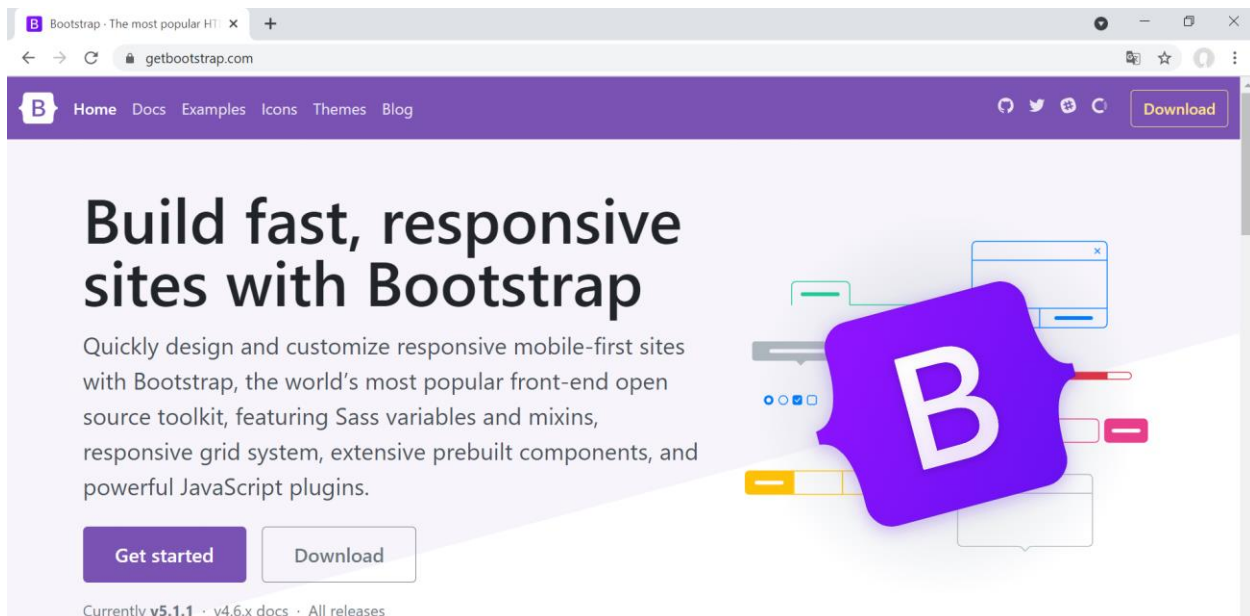 B Bootstrap · The most popular HT
getbootstrap.com
B Home Docs Examples Icons Themes Blog Download
Build fast, responsive
sites with Bootstrap
Quickly design and customize responsive mobile-first sites
with Bootstrap, the world's most popular front-end open
source toolkit, featuring Sass variables and mixins,
responsive grid system, extensive prebuilt components, and
powerful JavaScript plugins.
B
Get started Download
Currently v5.1.1 · v4.6.x docs · All releases